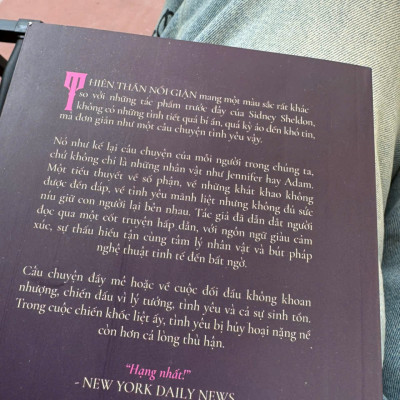 THIÊN THẦN NỔI GIẬN mang một màu sắc rất khác
so với những tác phẩm trước đây của Sidney Sheldon,
không có những tình tiết quá bí ẩn, quá kỳ ảo đến khó tin,
mà đơn giản như một câu chuyện tình yêu vậy.
Nó như kể lại câu chuyện của mỗi người trong chúng ta,
chứ không chỉ là những nhân vật như Jennifer hay Adam.
Một tiểu thuyết về số phận, về những khát khao không
được đền đáp, về tình yêu mãnh liệt nhưng không đủ sức
níu giữ con người lại bên nhau. Tác giả đã dẫn dắt người
đọc qua một cốt truyện hấp dẫn, với ngôn ngữ giàu cảm
xúc, sự thấu hiểu tận cùng tâm lý nhân vật và bút pháp
nghệ thuật tinh tế đến bất ngờ.
Câu chuyện đầy mê hoặc về cuộc đối đầu không khoan
nhượng, chiến đấu vì lý tưởng, tình yêu và cả sự sinh tồn.
Trong cuộc chiến khốc liệt ấy, tình yêu bị hủy hoại nặng nề
còn hơn cả lòng thù hận.
“Hạng nhất!”
- NEW YORK DAILY NEWS